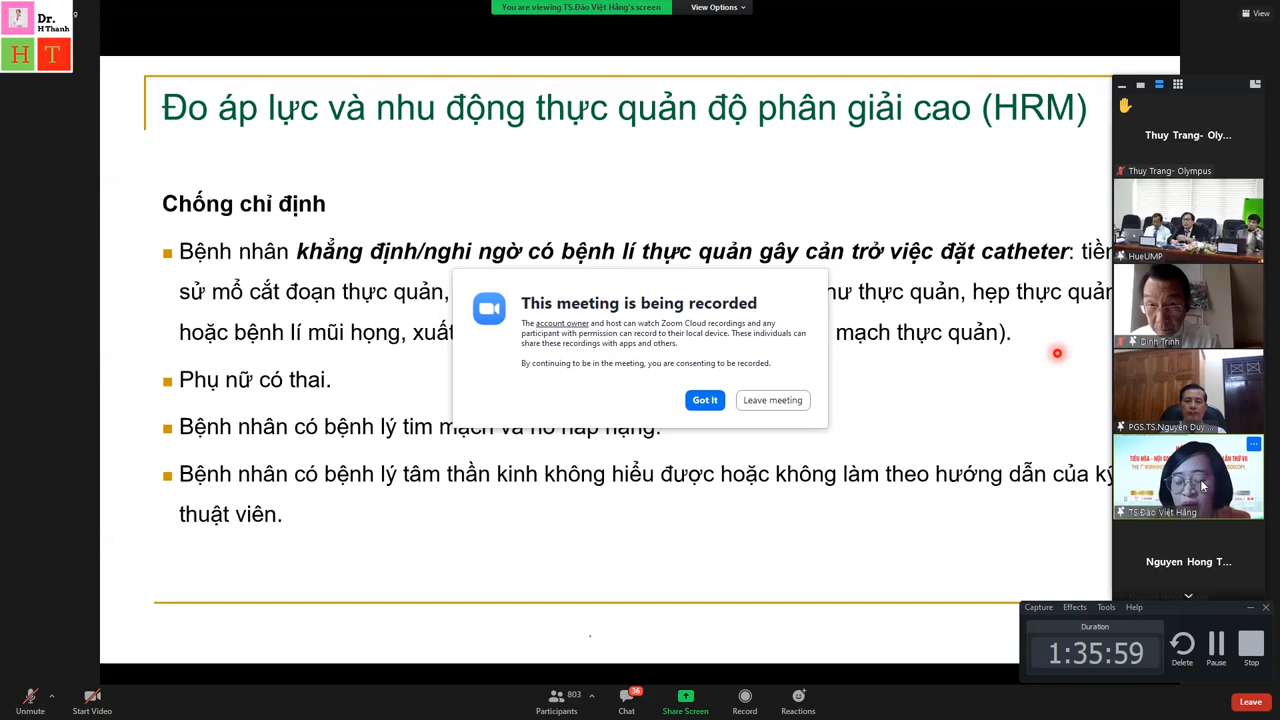 Dr.
H Thanh
H T
You are viewing TS.Đào Việt Hằng's screen
View Options
View
Đo áp lực và nhu động thực quản độ phân giải cao (HRM)
Chống chỉ định
Bệnh nhân khẳng định/nghi ngờ có bệnh lí thực quản gây cản trở việc đặt catheter: tiền
sử mổ cắt đoạn thực quản, thư thực quản, hẹp thực quản
hoặc bệnh lí mũi họng, xuất mạch thực quản).
Phụ nữ có thai.
Bệnh nhân có bệnh lý tim mạch và hô hấp nặng.
Bệnh nhân có bệnh lý tâm thần kinh không hiểu được hoặc không làm theo hướng dẫn của kỹ
thuật viên.
This meeting is being recorded
The account owner and host can watch Zoom Cloud recordings and any
participant with permission can record to their local device. These individuals can
share these recordings with apps and others.
By continuing to be in the meeting, you are consenting to be recorded.
Got it
Leave meeting
Thuy Trang- Oly...
Thuy Trang- Olympus
HueUMP
Dinh Trinh
PGS.TS.Nguyễn Duy ...
TS.Đào Việt Hằng
Nguyen Hong T...
Capture Effects Tools Help
Duration
1:35:59
Delete Pause Stop
Unmute
Start Video
803
Participants
36
Chat
Share Screen
Record
Reactions
Leave